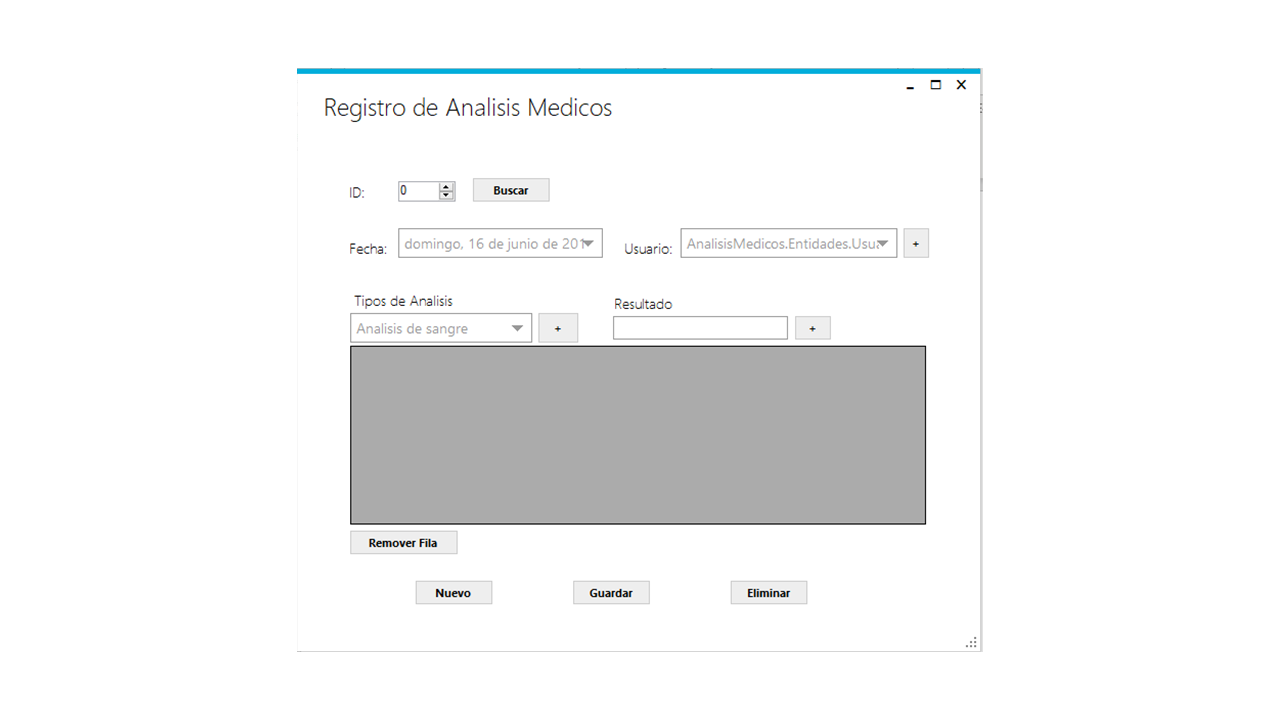 Registro de Analisis Medicos
ID: 0 Buscar
Fecha: domingo, 16 de junio de 201 Usuario: AnalisisMedicos.Entidades.Usu +
Tipos de Analisis Resultado
Analisis de sangre + +
Remover Fila
Nuevo Guardar Eliminar